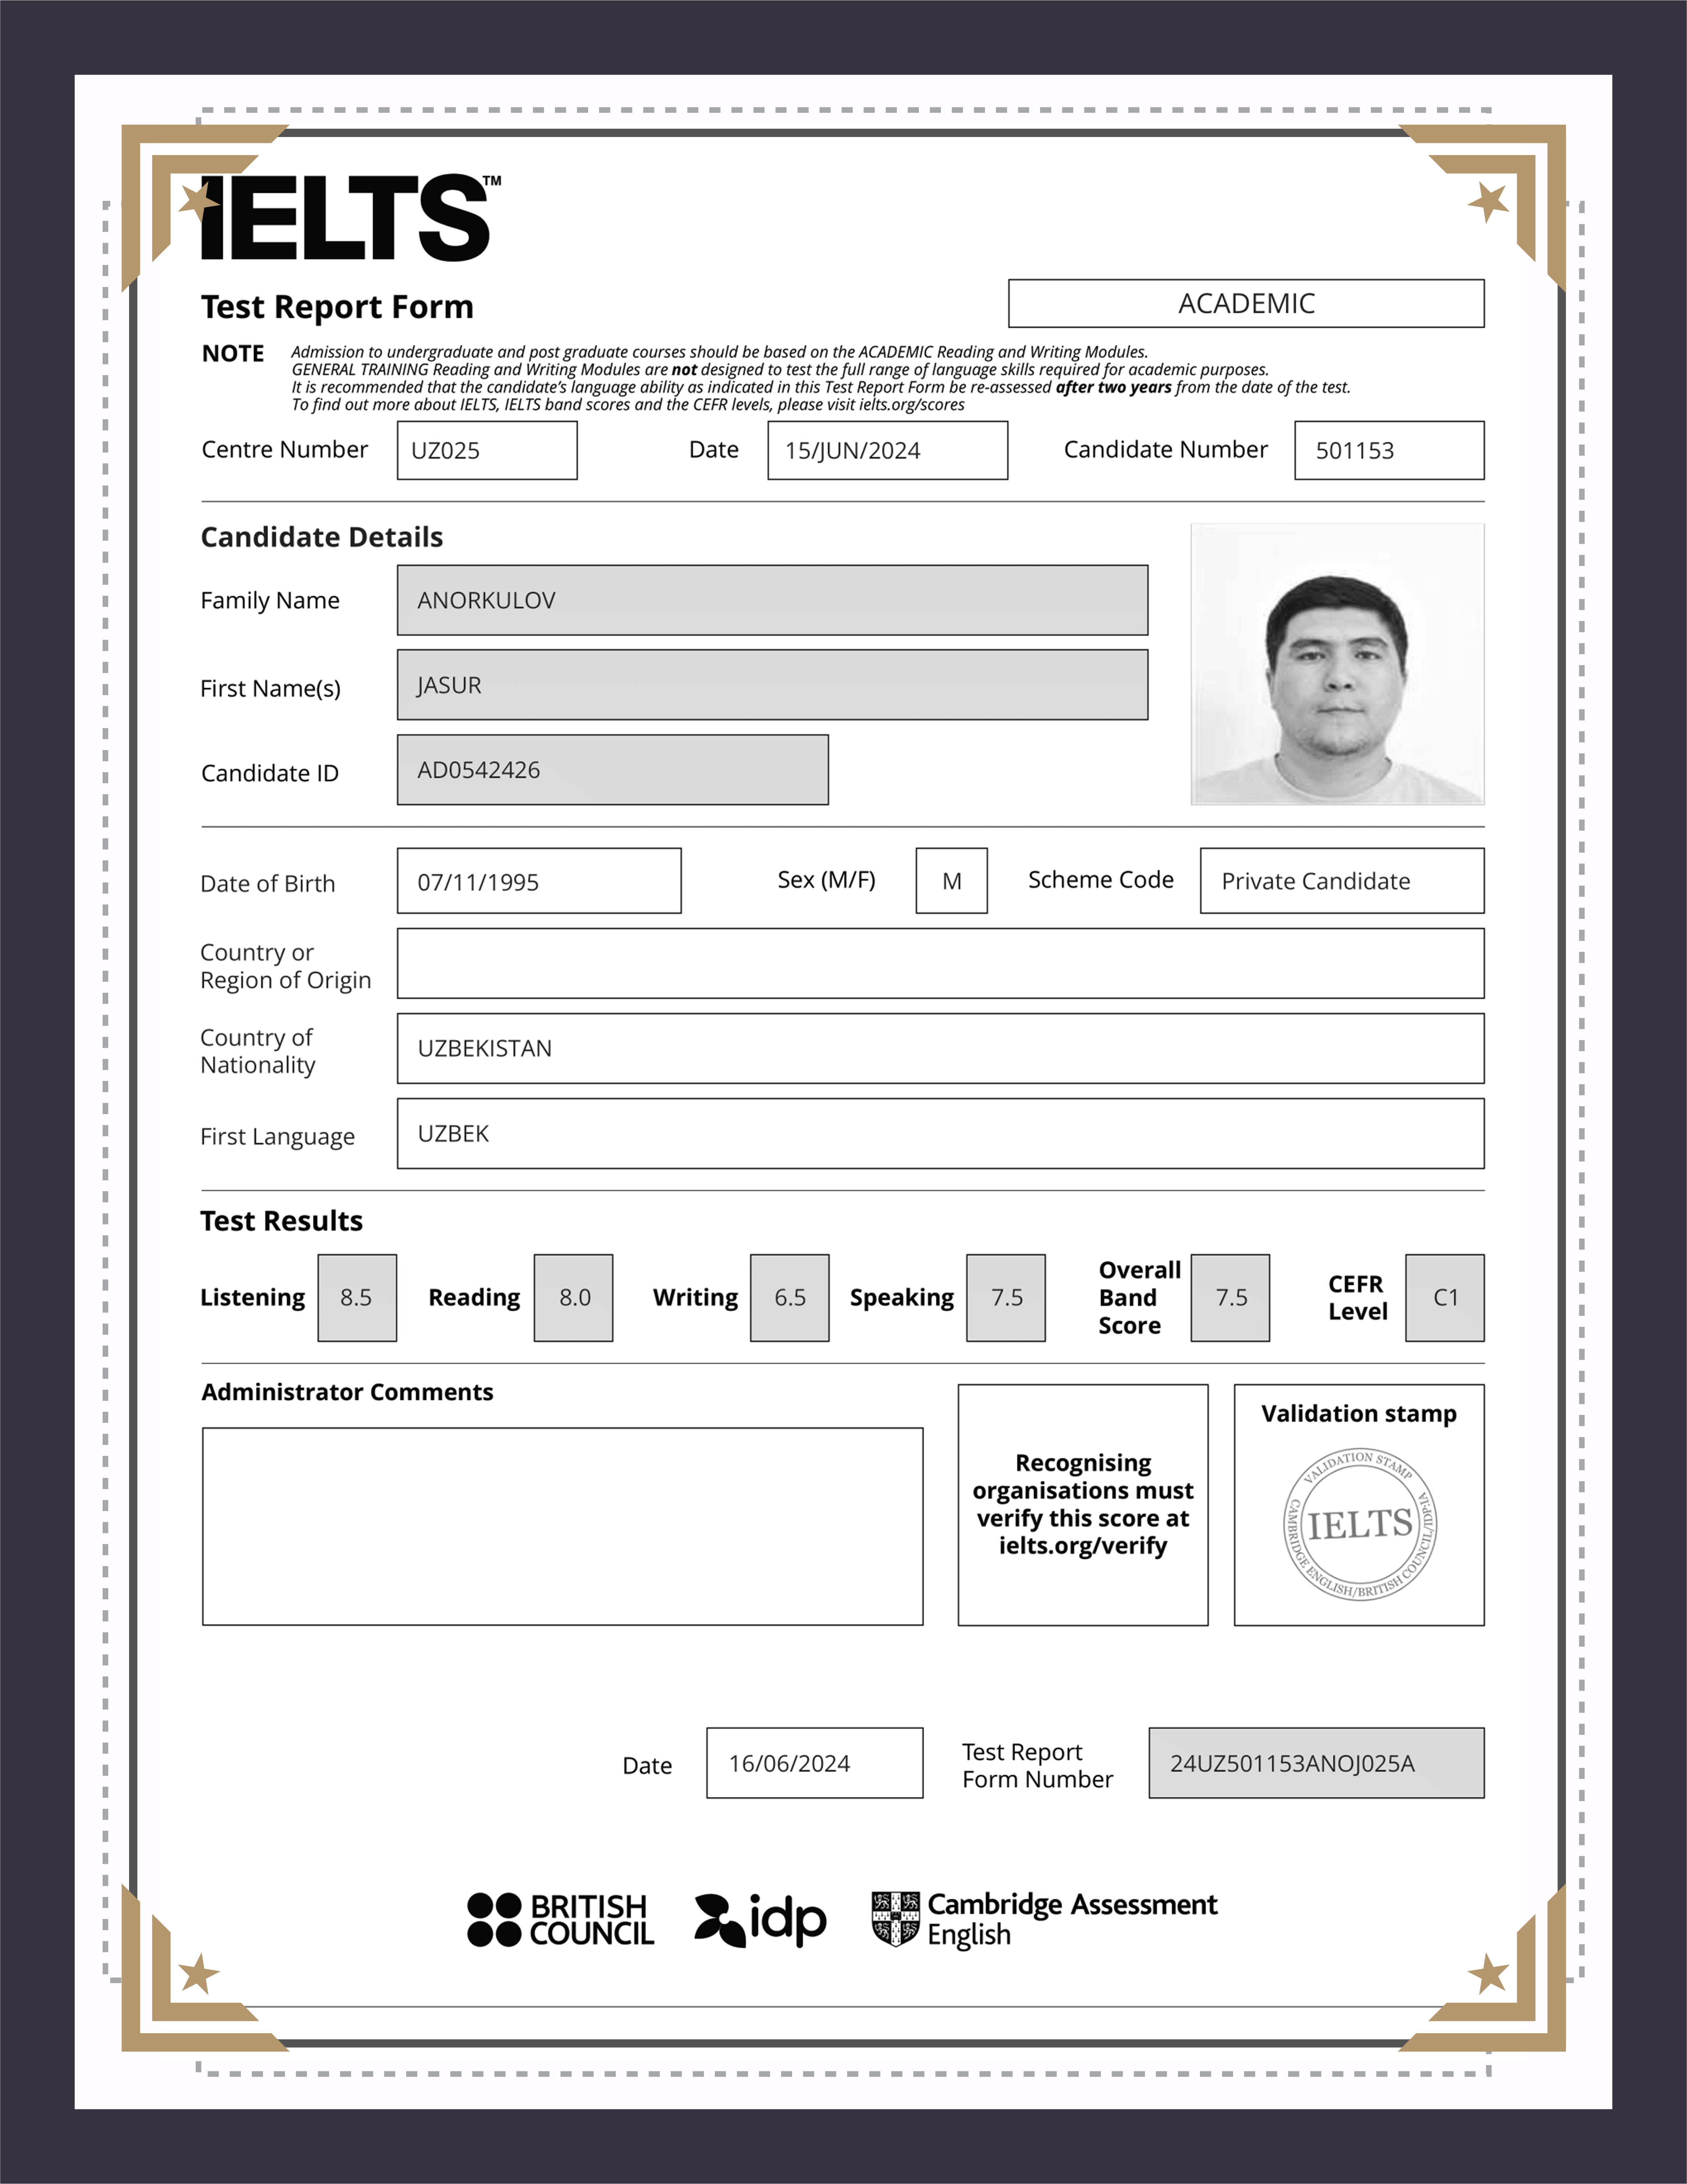 IELTS™
Test Report Form
ACADEMIC
NOTE
Admission to undergraduate and post graduate courses should be based on the ACADEMIC Reading and Writing Modules.
GENERAL TRAINING Reading and Writing Modules are not designed to test the full range of language skills required for academic purposes.
It is recommended that the candidate's language ability as indicated in this Test Report Form be re-assessed after two years from the date of the test.
To find out more about IELTS, IELTS band scores and the CEFR levels, please visit ielts.org/scores
Centre Number UZ025 Date 15/JUN/2024 Candidate Number 501153
Candidate Details
Family Name ANORKULOV
First Name(s) JASUR
Candidate ID AD0542426
Date of Birth 07/11/1995 Sex (M/F) M Scheme Code Private Candidate
Country or
Region of Origin
Country of
Nationality
UZBEKISTAN
First Language UZBEK
Test Results
Listening 8.5 Reading 8.0 Writing 6.5 Speaking 7.5
Overall
Band
Score
7.5
CEFR
Level
C1
Administrator Comments
Recognising
organisations must
verify this score at
ielts.org/verify
Validation stamp
VALIDATION STAMP
IELTS
CAMBRIDGE ENGLISH/BRITISH COUNCIL/IDP:IA
Date 16/06/2024
Test Report
Form Number
24UZ501153ANOJ025A
BRITISH
COUNCIL
idp
Cambridge Assessment
English